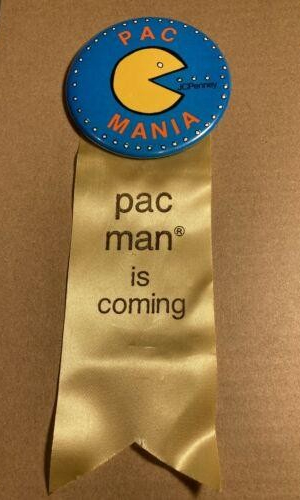 PAC
JCPenney
MANIA
pac
man®
is
coming